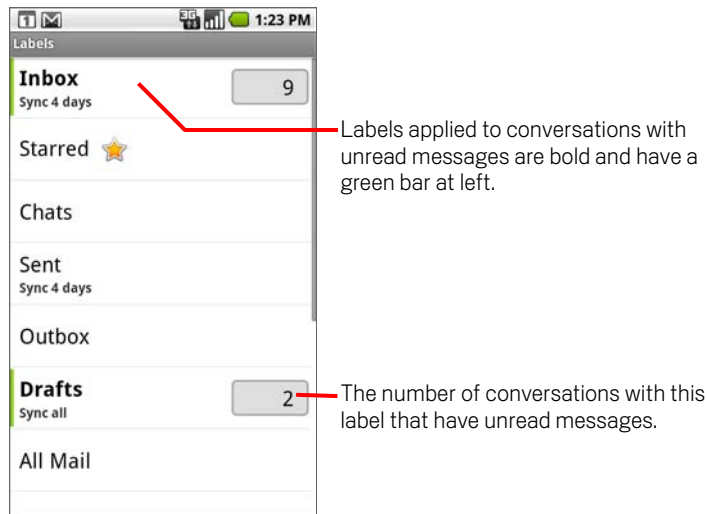 1 3G 1:23 PM
Labels
Inbox
9
Sync 4 days
Labels applied to conversations with
unread messages are bold and have a
green bar at left.
Starred
Chats
Sent
Sync 4 days
Outbox
Drafts
2
Sync all
The number of conversations with this
label that have unread messages.
All Mail